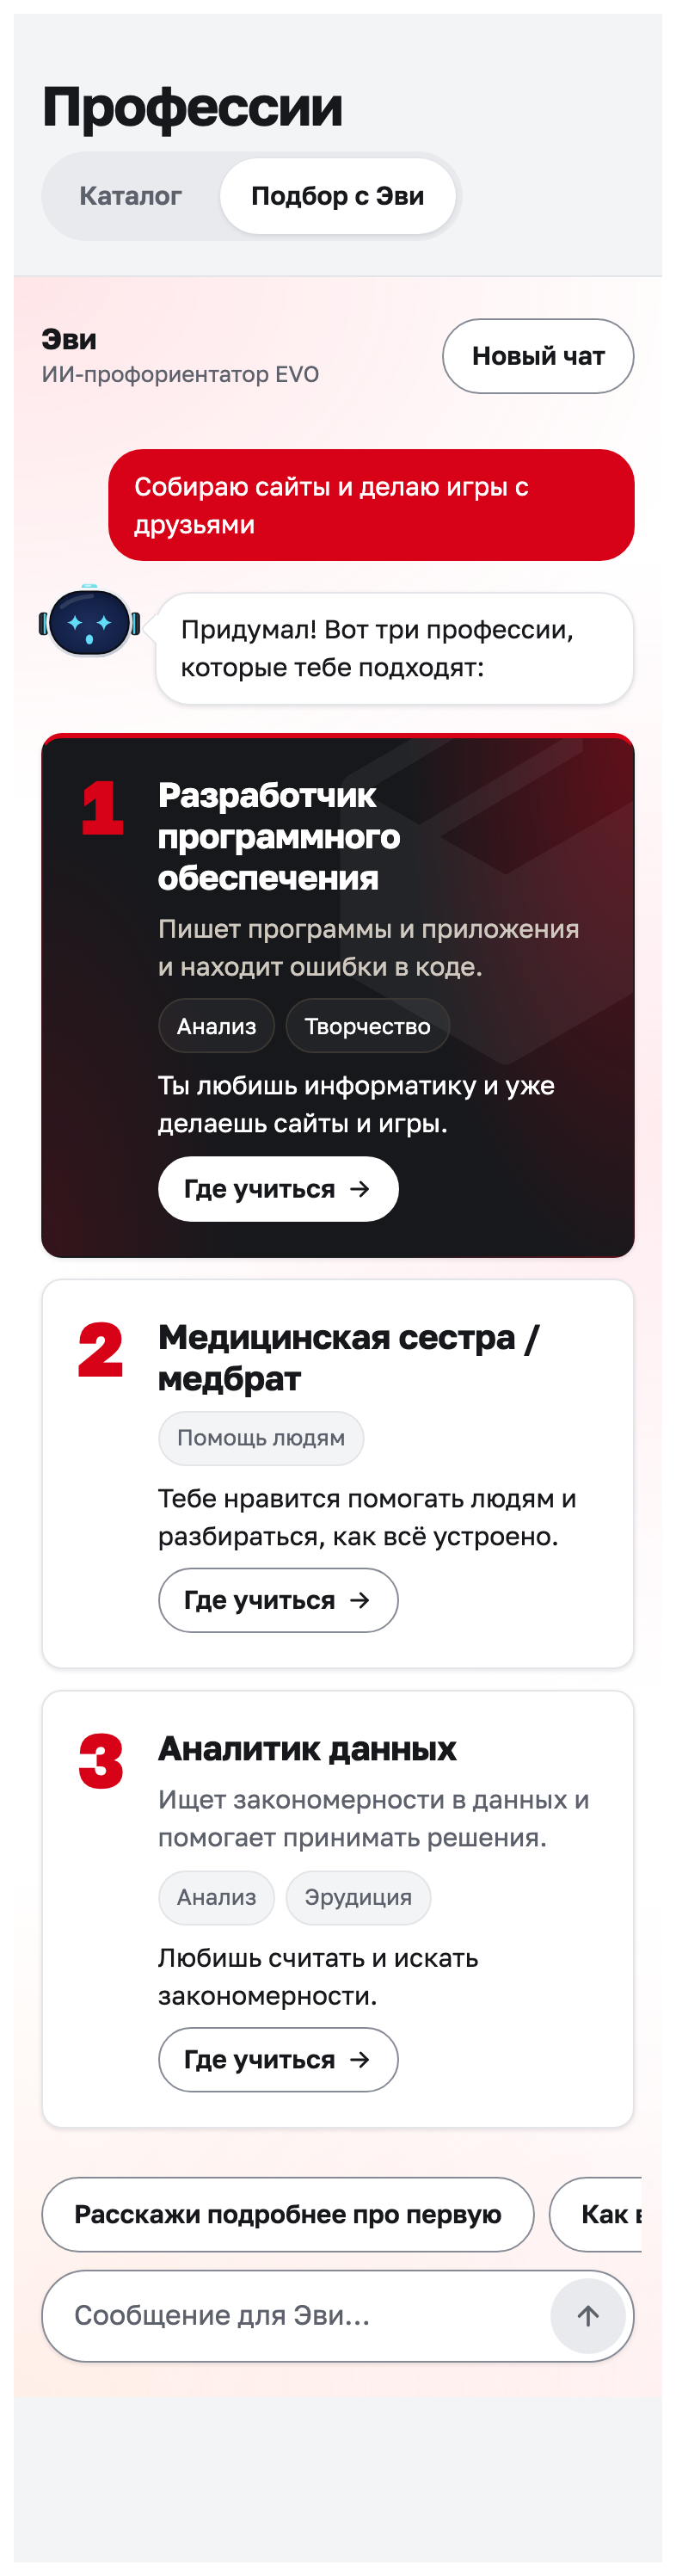 Профессии
Каталог
Подбор с Эви
Эви
ИИ-профориентатор EVO
Новый чат
Собираю сайты и делаю игры с
друзьями
Придумал! Вот три профессии,
которые тебе подходят:
1
Разработчик
программного
обеспечения
Пишет программы и приложения
и находит ошибки в коде.
Анализ
Творчество
Ты любишь информатику и уже
делаешь сайты и игры.
Где учиться →
2
Медицинская сестра /
медбрат
Помощь людям
Тебе нравится помогать людям и
разбираться, как всё устроено.
Где учиться →
3
Аналитик данных
Ищет закономерности в данных и
помогает принимать решения.
Анализ
Эрудиция
Любишь считать и искать
закономерности.
Где учиться →
Расскажи подробнее про первую
Как
Сообщение для Эви...